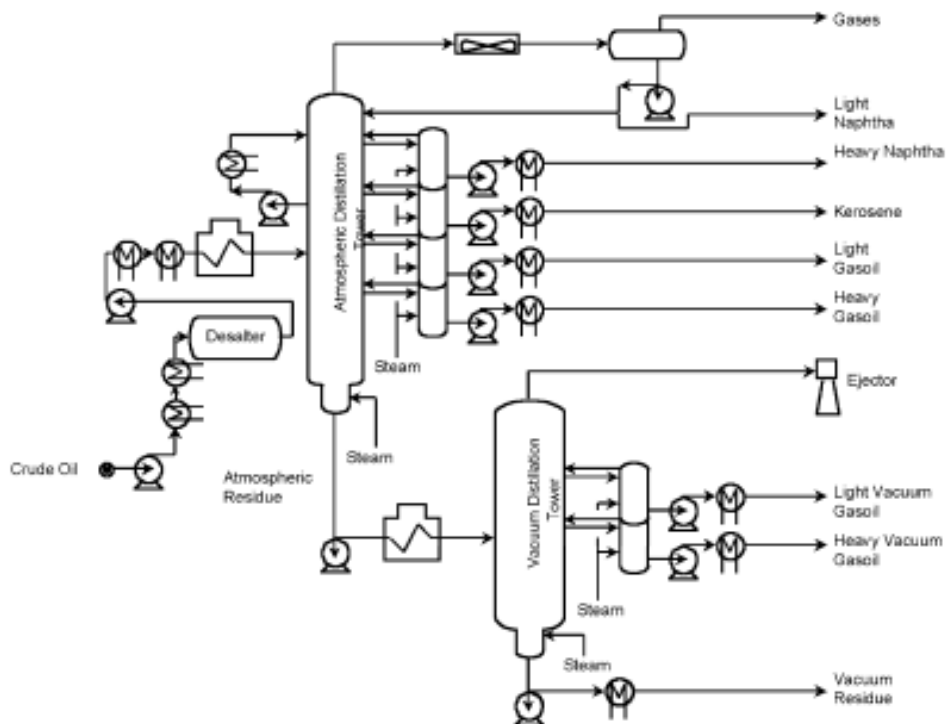 Gases
Light
Naphtha
Heavy Naphtha
Kerosene
Light
Gasoil
Heavy
Gasoil
Atmospheric Distillation
Tower
Desalter
Steam
Ejector
Crude Oil
Steam
Atmospheric
Residue
Vacuum Distillation
Tower
Light Vacuum
Gasoil
Heavy Vacuum
Gasoil
Steam
Steam
Vacuum
Residue